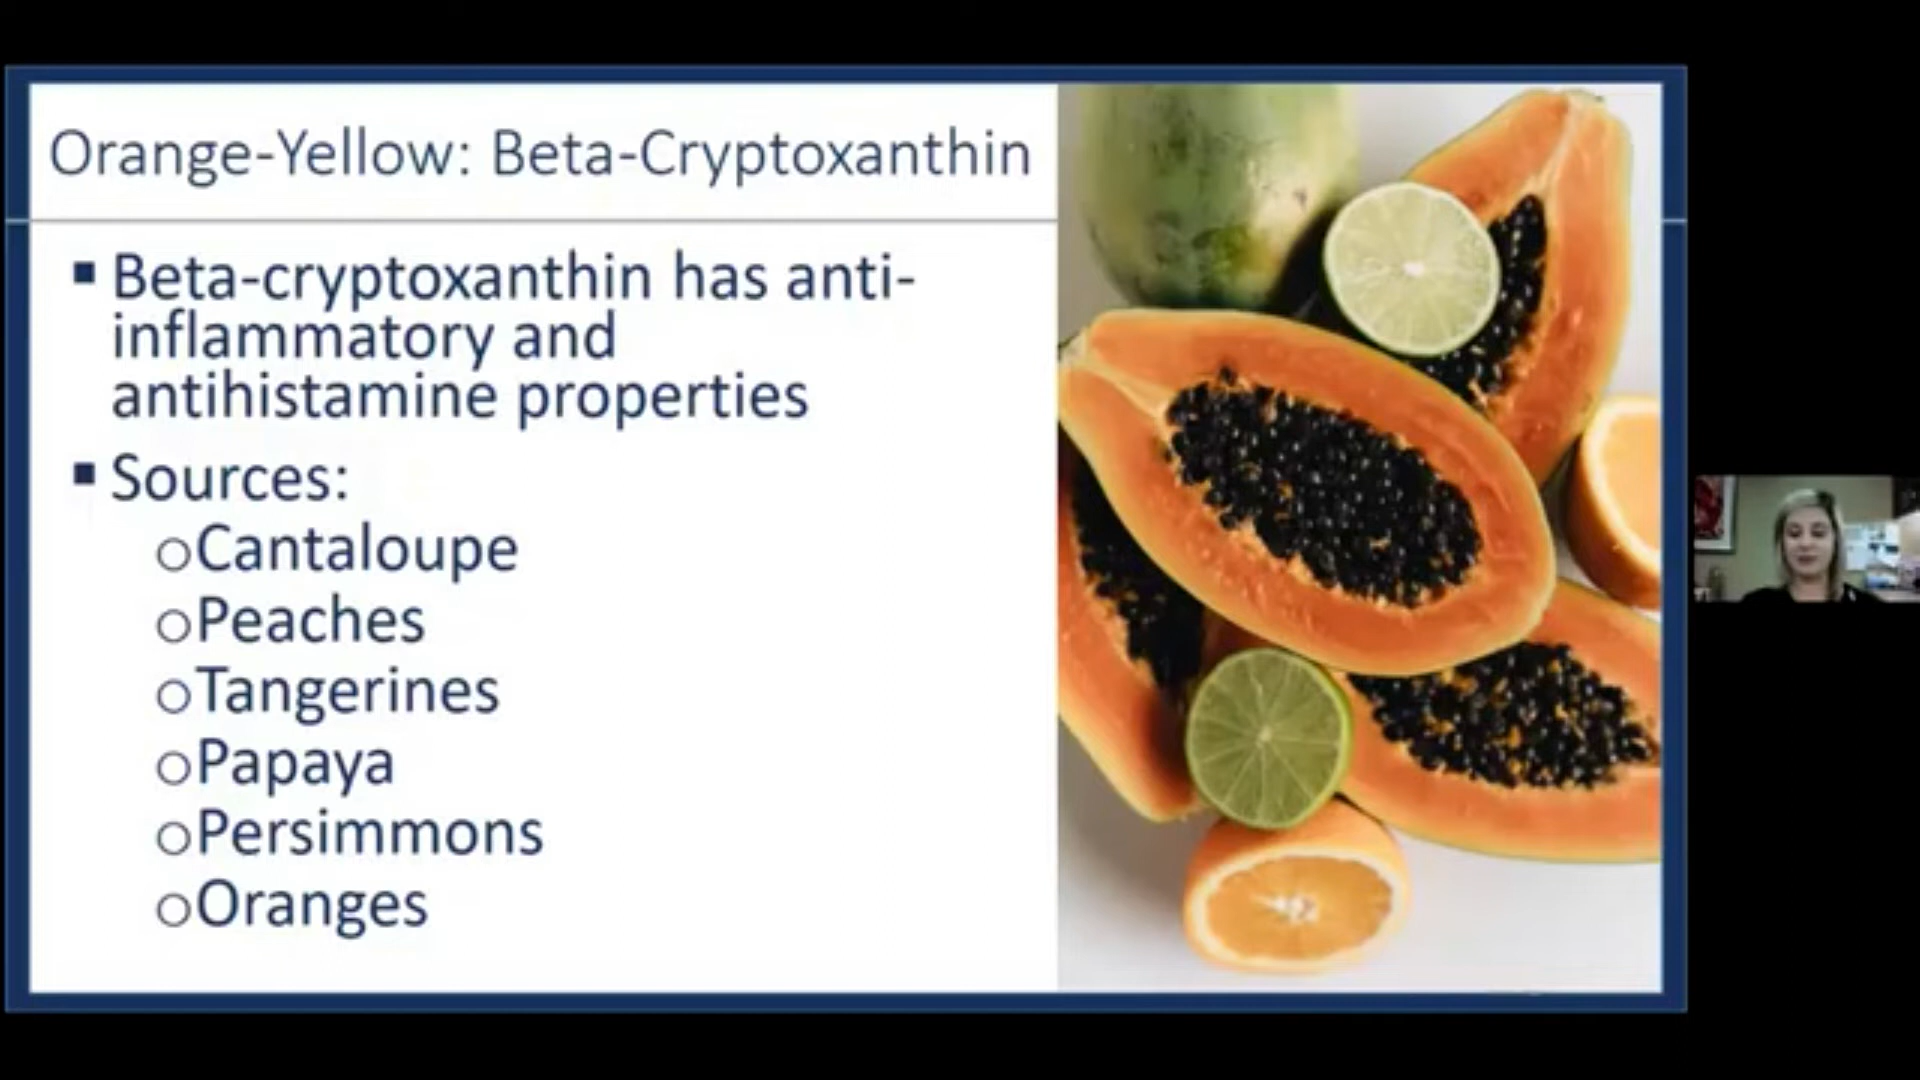 Orange-Yellow: Beta-Cryptoxanthin
▪ Beta-cryptoxanthin has anti-
inflammatory and
antihistamine properties
▪ Sources:
○Cantaloupe
○Peaches
○Tangerines
○Papaya
○Persimmons
○Oranges